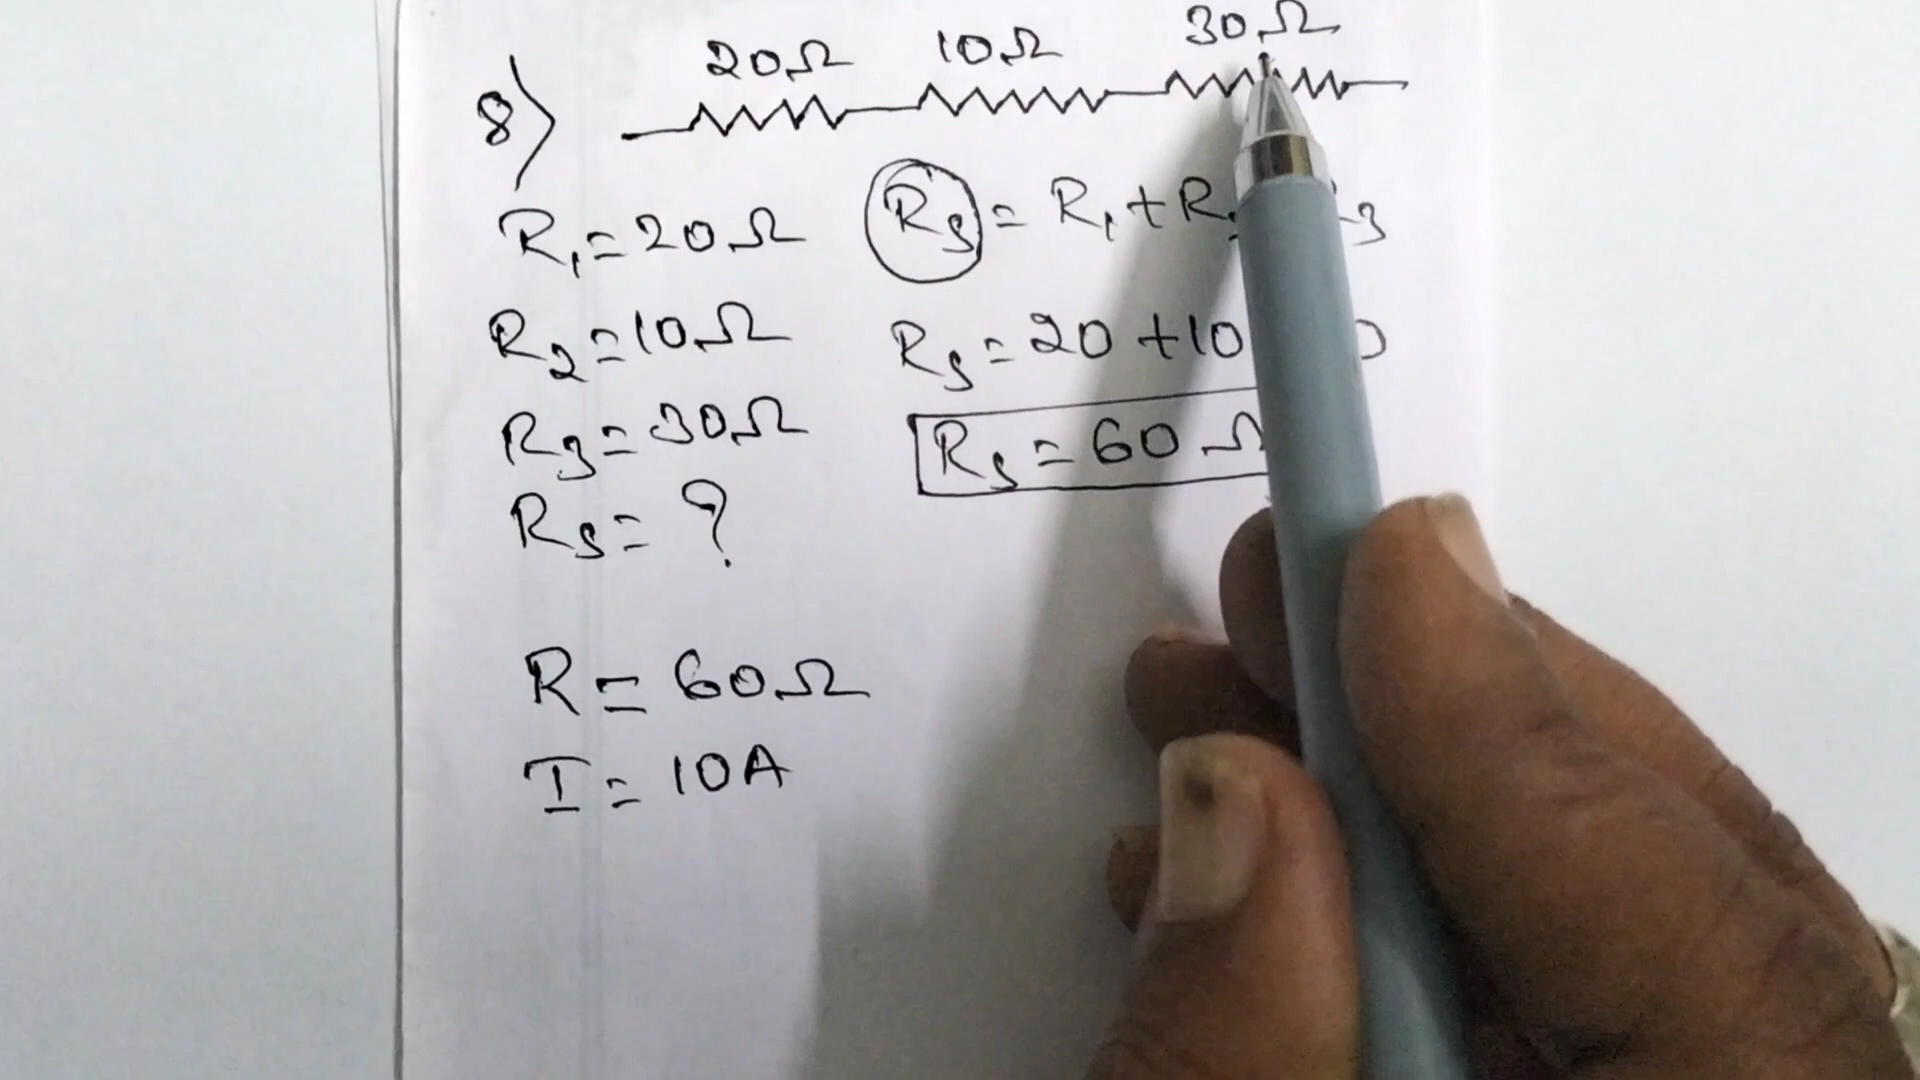 8) 20Ω 10Ω 30Ω
R₁ = 20Ω
R₂ = 10Ω
R₃ = 30Ω
Rs = ?
Rs = R₁ + R
Rs = 20 + 10
Rs = 60 Ω
R = 60Ω
I = 10A